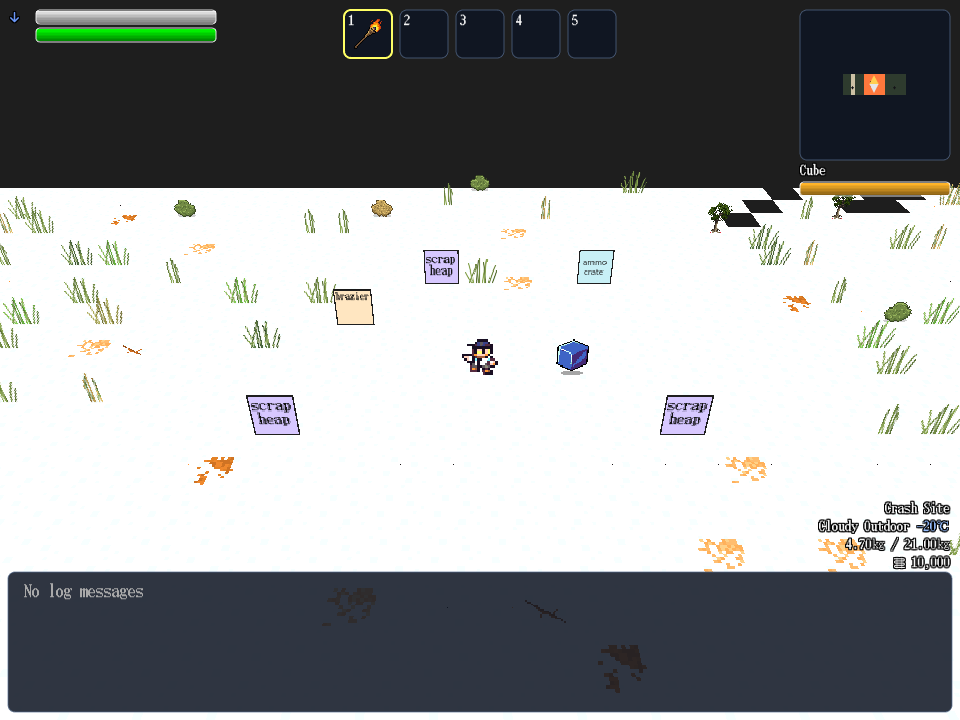 1 2 3 4 5
Cube
scrap
heap
ammo
crate
brazier
scrap
heap
scrap
heap
Crash Site
Cloudy Outdoor -20°C
4.70kg / 21.00kg
10,000
No log messages